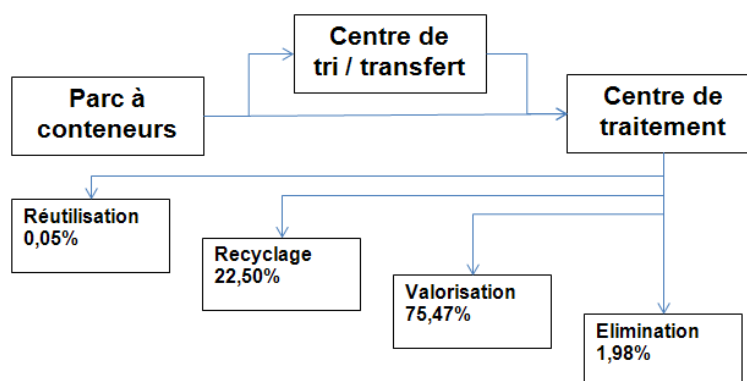 Centre de
tri / transfert
Parc à
conteneurs
Centre de
traitement
Réutilisation
0,05%
Recyclage
22,50%
Valorisation
75,47%
Elimination
1,98%